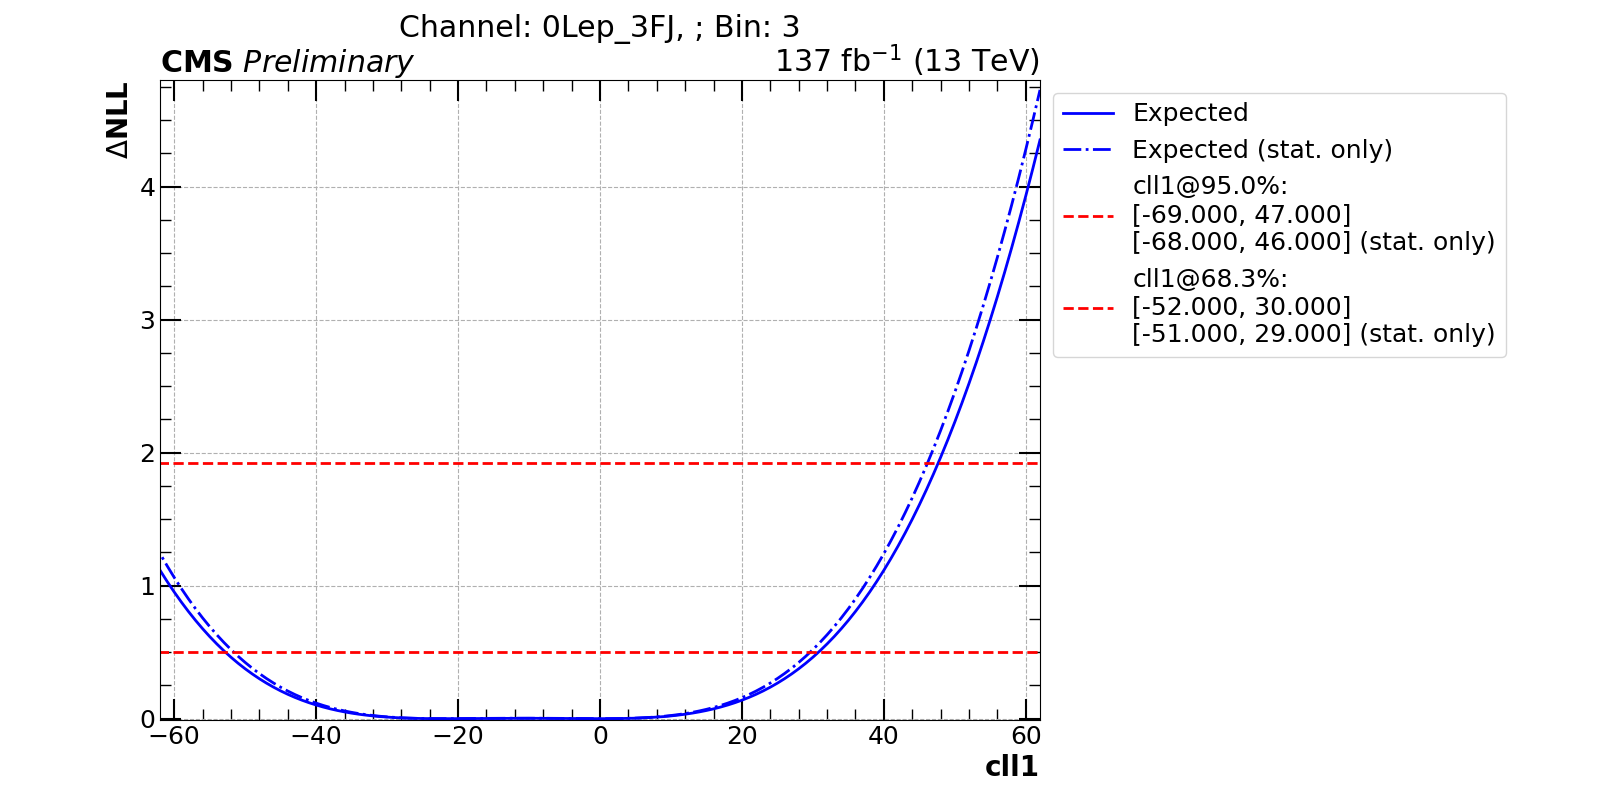 Channel: 0Lep_3FJ, ; Bin: 3
CMS Preliminary 137 fb⁻¹ (13 TeV)
ΔNLL
4
3
2
1
0
−60 −40 −20 0 20 40 60
cll1
Expected
Expected (stat. only)
cll1@95.0%:
[-69.000, 47.000]
[-68.000, 46.000] (stat. only)
cll1@68.3%:
[-52.000, 30.000]
[-51.000, 29.000] (stat. only)